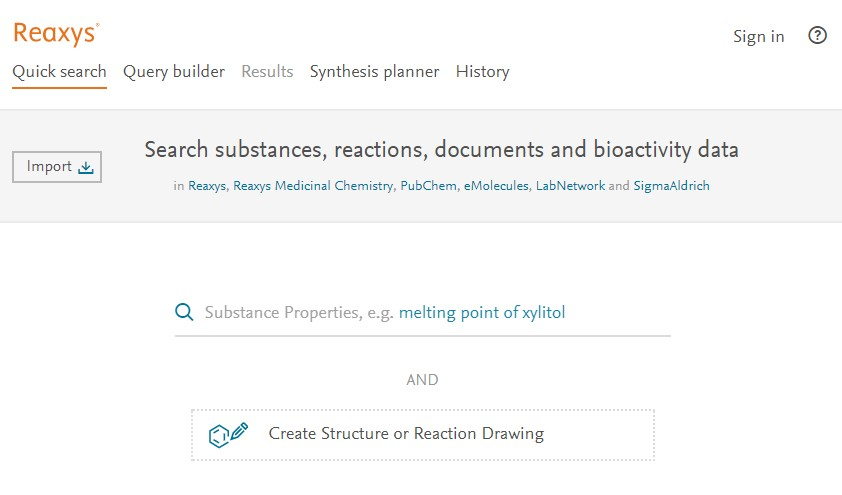 Reaxys®
Sign in ?
Quick search Query builder Results Synthesis planner History
Import
Search substances, reactions, documents and bioactivity data
in Reaxys, Reaxys Medicinal Chemistry, PubChem, eMolecules, LabNetwork and SigmaAldrich
Substance Properties, e.g. melting point of xylitol
AND
Create Structure or Reaction Drawing